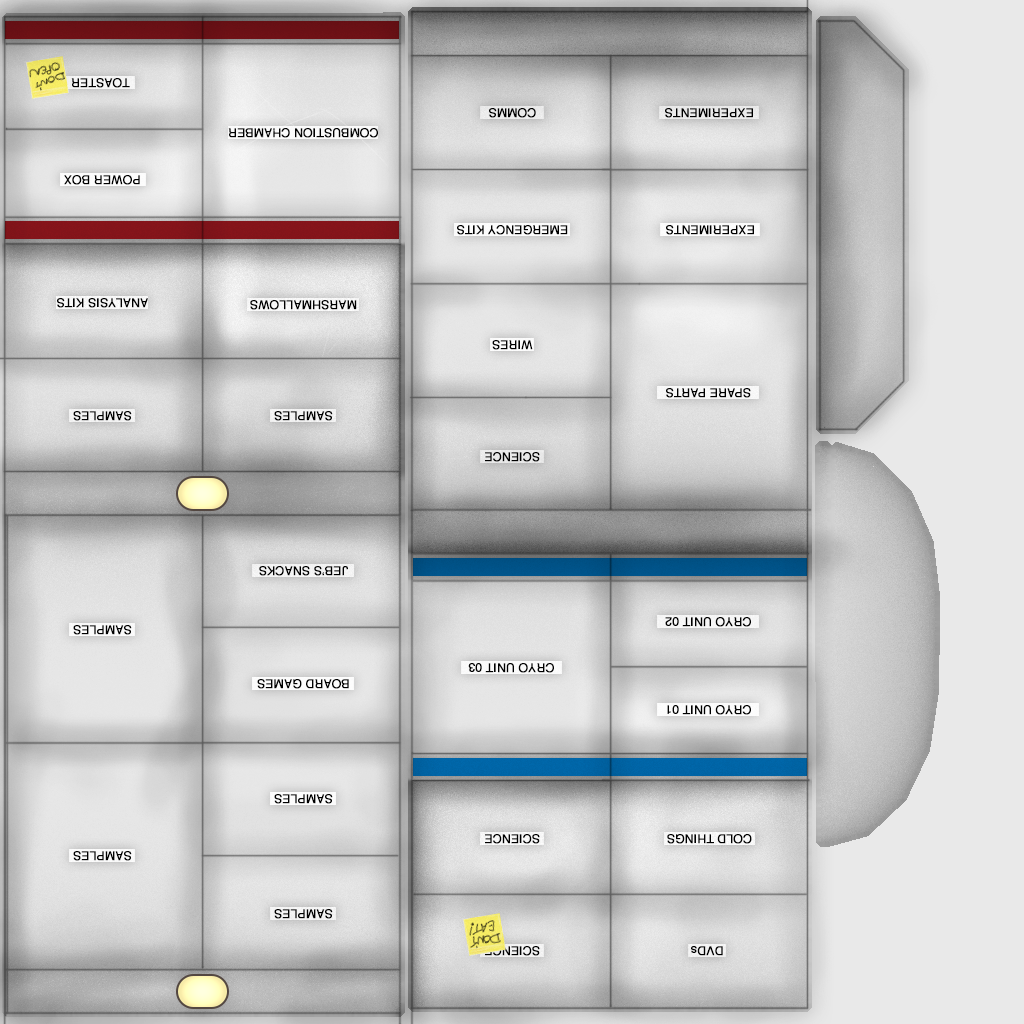 TOASTER
DON'T
OPEN
COMBUSTION CHAMBER
POWER BOX
ANALYSIS KITS
MARSHMALLOWS
SAMPLES
SAMPLES
SAMPLES
JEB'S SNACKS
BOARD GAMES
SAMPLES
SAMPLES
SAMPLES
COMMS
EXPERIMENTS
EMERGENCY KITS
EXPERIMENTS
WIRES
SPARE PARTS
SCIENCE
CRYO UNIT 02
CRYO UNIT 03
CRYO UNIT 01
SCIENCE
COLD THINGS
DON'T
EAT!
SCIENCE
DVDs